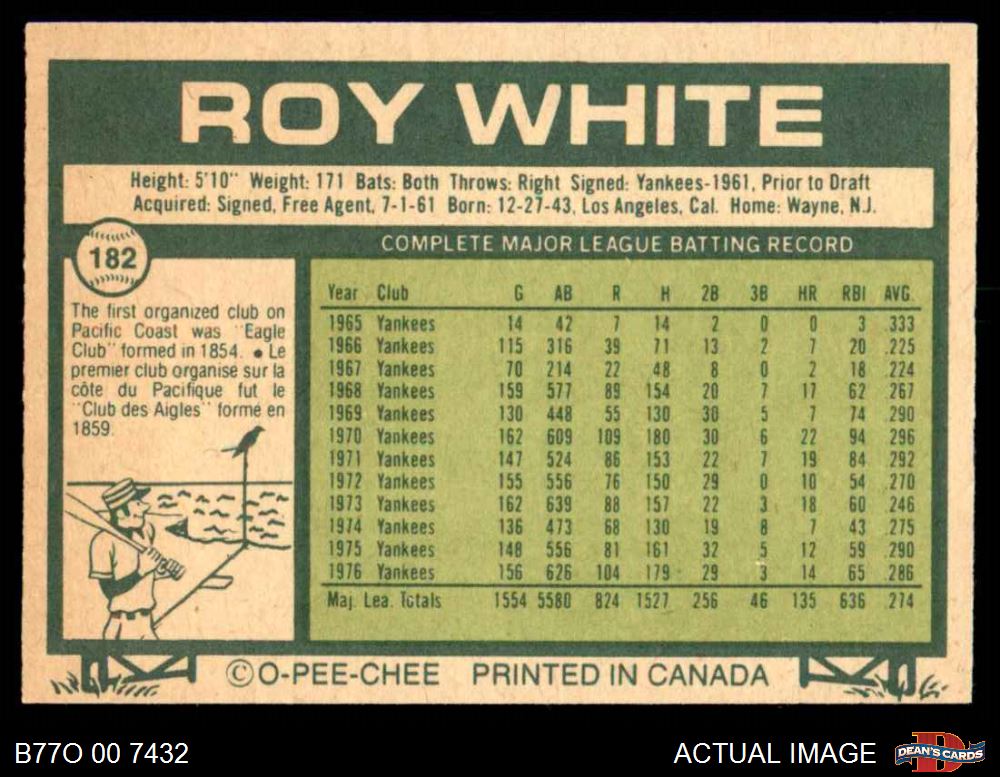 ROY WHITE
Height: 5'10" Weight: 171 Bats: Both Throws: Right Signed: Yankees-1961, Prior to Draft
Acquired: Signed, Free Agent, 7-1-61 Born: 12-27-43, Los Angeles, Cal. Home: Wayne, N.J.
182
The first organized club on
Pacific Coast was "Eagle
Club" formed in 1854. • Le
premier club organisé sur la
côte du Pacifique fut le
"Club des Aigles" formé en
1859.
COMPLETE MAJOR LEAGUE BATTING RECORD
Year Club G AB R H 2B 3B HR RBI AVG.
1965 Yankees 14 42 7 14 2 0 0 3 .333
1966 Yankees 115 316 39 71 13 2 7 20 .225
1967 Yankees 70 214 22 48 8 0 2 18 .224
1968 Yankees 159 577 89 154 20 7 17 62 .267
1969 Yankees 130 448 55 130 30 5 7 74 .290
1970 Yankees 162 609 109 180 30 6 22 94 .296
1971 Yankees 147 524 86 153 22 7 19 84 .292
1972 Yankees 155 556 76 150 29 0 10 54 .270
1973 Yankees 162 639 88 157 22 3 18 60 .246
1974 Yankees 136 473 68 130 19 8 7 43 .275
1975 Yankees 148 556 81 161 32 5 12 59 .290
1976 Yankees 156 626 104 179 29 3 14 65 .286
Maj. Lea. Totals 1554 5580 824 1527 256 46 135 636 .274
© O-PEE-CHEE PRINTED IN CANADA
B77O 00 7432
ACTUAL IMAGE
D
DEAN'S CARDS